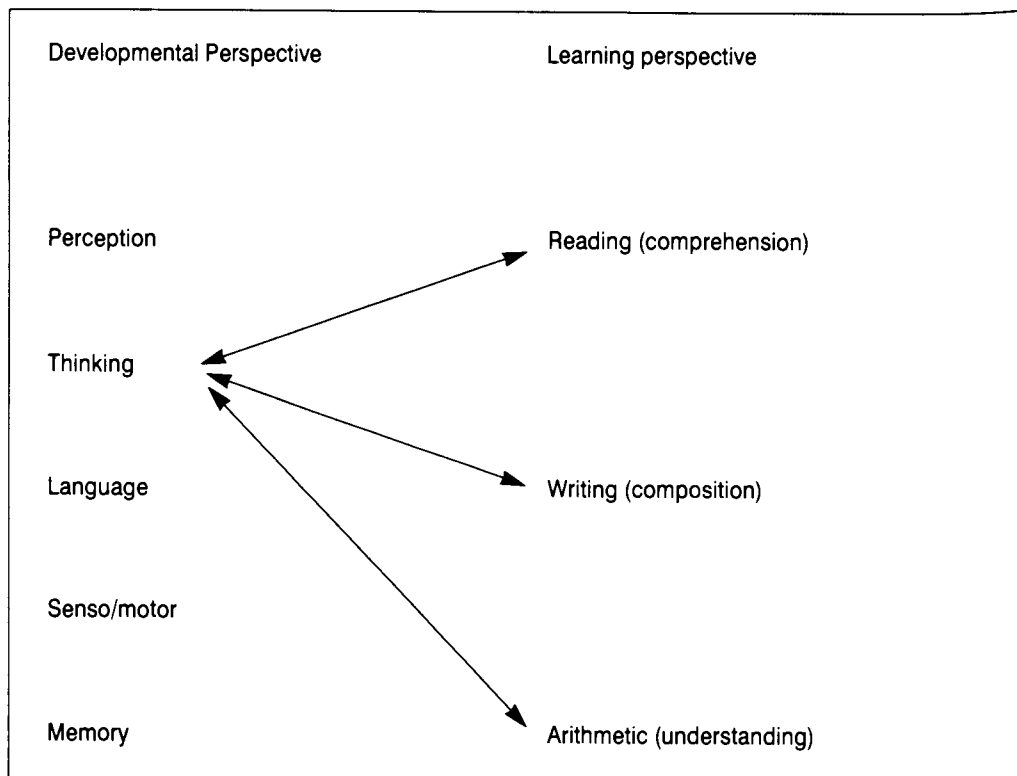 Developmental Perspective
Learning perspective
Perception
Reading (comprehension)
Thinking
Language
Writing (composition)
Senso/motor
Memory
Arithmetic (understanding)